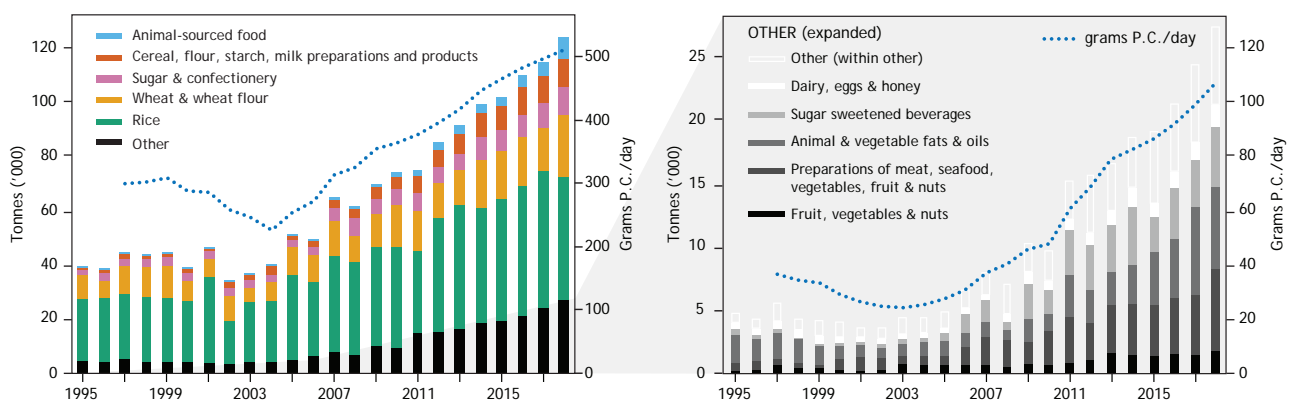 Tonnes ('000)
120
100
80
60
40
20
0
Animal-sourced food
Cereal, flour, starch, milk preparations and products
Sugar & confectionery
Wheat & wheat flour
Rice
Other
500
400
300
200
100
0
Grams P.C./day
1995
1999
2003
2007
2011
2015
Tonnes ('000)
25
20
15
10
5
0
OTHER (expanded)
Other (within other)
Dairy, eggs & honey
Sugar sweetened beverages
Animal & vegetable fats & oils
Preparations of meat, seafood,
vegetables, fruit & nuts
Fruit, vegetables & nuts
grams P.C./day
120
100
80
60
40
20
0
Grams P.C./day
1995
1999
2003
2007
2011
2015